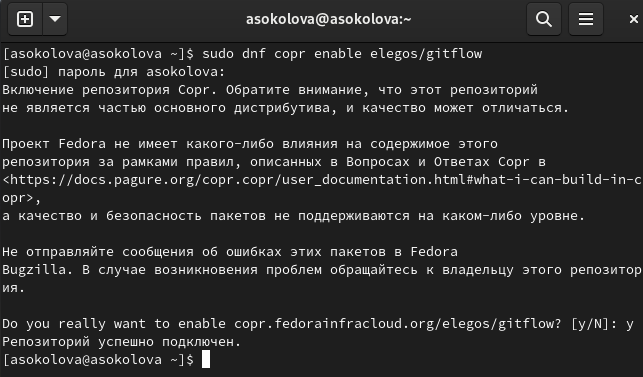 asokolova@asokolova:~
[asokolova@asokolova ~]$ sudo dnf copr enable elegos/gitflow
[sudo] пароль для asokolova:
Включение репозитория Copr. Обратите внимание, что этот репозиторий
не является частью основного дистрибутива, и качество может отличаться.
Проект Fedora не имеет какого-либо влияния на содержимое этого
репозитория за рамками правил, описанных в Вопросах и Ответах Copr в
<https://docs.pagure.org/copr.copr/user_documentation.html#what-i-can-build-in-c
opr>,
а качество и безопасность пакетов не поддерживаются на каком-либо уровне.
Не отправляйте сообщения об ошибках этих пакетов в Fedora
Bugzilla. В случае возникновения проблем обращайтесь к владельцу этого репозитор
ия.
Do you really want to enable copr.fedorainfracloud.org/elegos/gitflow? [y/N]: y
Репозиторий успешно подключен.
[asokolova@asokolova ~]$